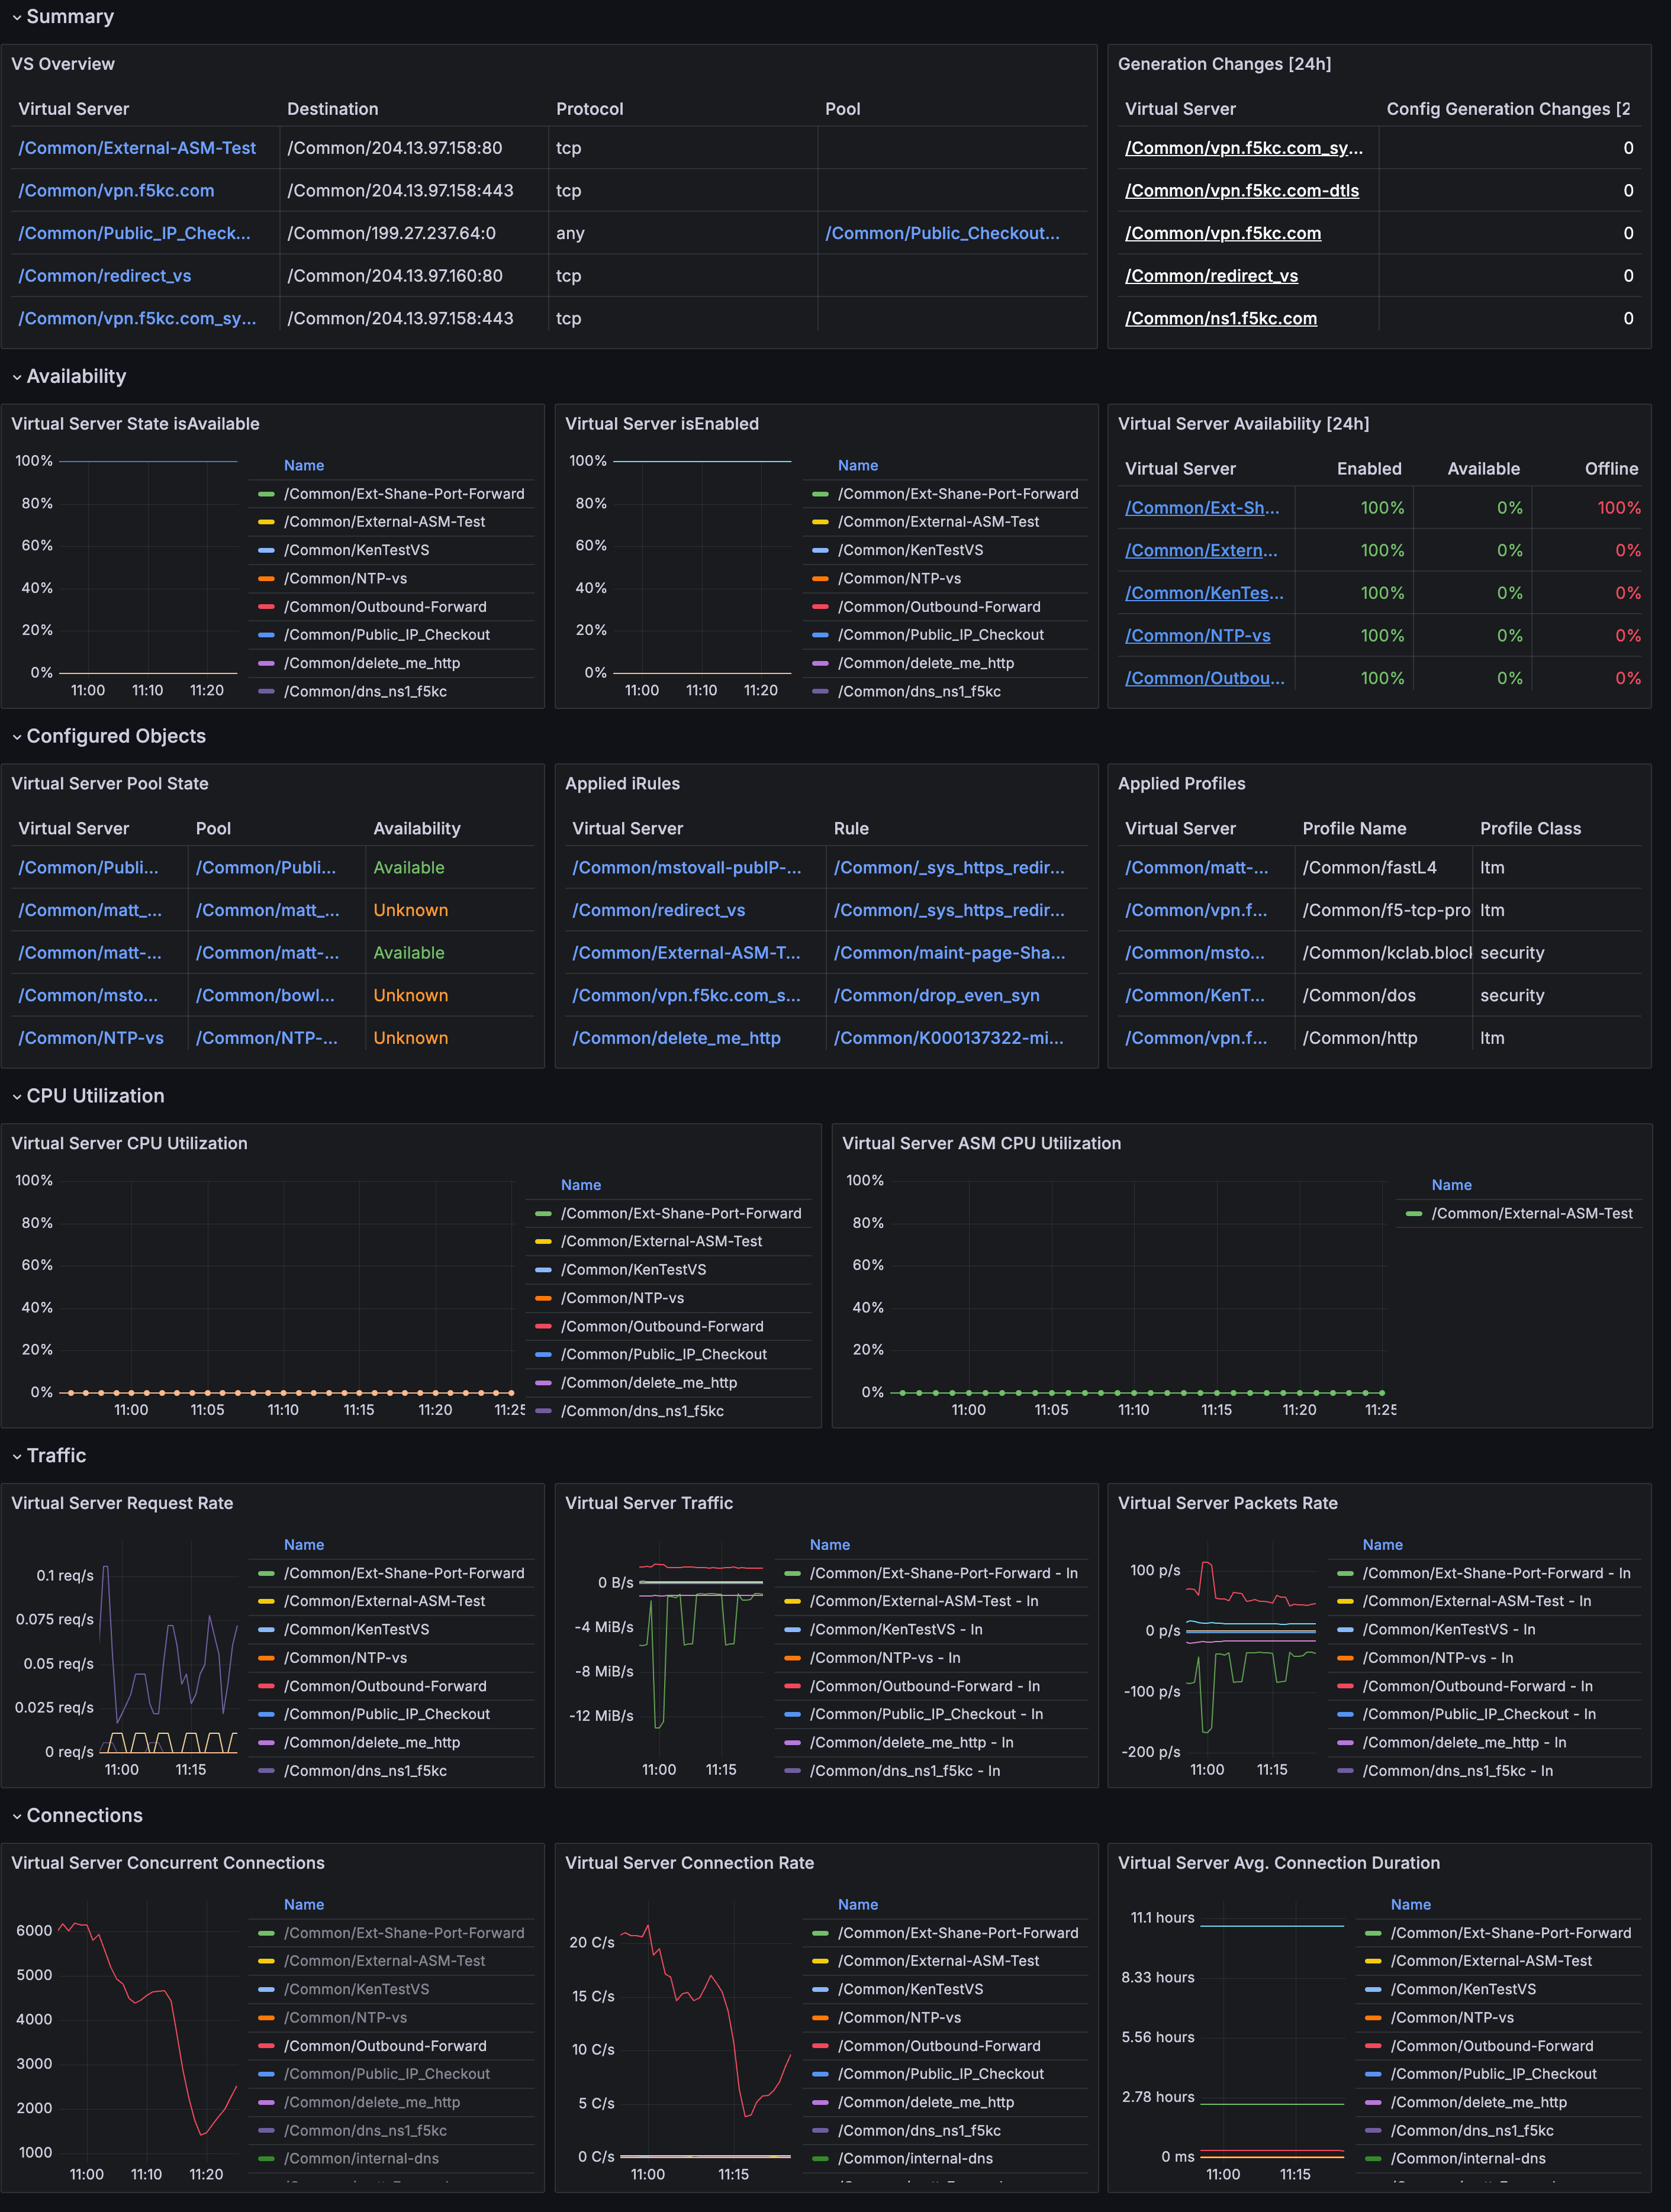 Summary
VS Overview
Virtual Server Destination Protocol Pool
/Common/External-ASM-Test /Common/204.13.97.158:80 tcp
/Common/vpn.f5kc.com /Common/204.13.97.158:443 tcp
/Common/Public_IP_Check... /Common/199.27.237.64:0 any /Common/Public_Checkout...
/Common/redirect_vs /Common/204.13.97.160:80 tcp
/Common/vpn.f5kc.com_sy... /Common/204.13.97.158:443 tcp
Generation Changes [24h]
Virtual Server Config Generation Changes [2
/Common/vpn.f5kc.com_sy... 0
/Common/vpn.f5kc.com-dtls 0
/Common/vpn.f5kc.com 0
/Common/redirect_vs 0
/Common/ns1.f5kc.com 0
Availability
Virtual Server State isAvailable
100%
80%
60%
40%
20%
0%
11:00 11:10 11:20
Name
/Common/Ext-Shane-Port-Forward
/Common/External-ASM-Test
/Common/KenTestVS
/Common/NTP-vs
/Common/Outbound-Forward
/Common/Public_IP_Checkout
/Common/delete_me_http
/Common/dns_ns1_f5kc
Virtual Server isEnabled
100%
80%
60%
40%
20%
0%
11:00 11:10 11:20
Name
/Common/Ext-Shane-Port-Forward
/Common/External-ASM-Test
/Common/KenTestVS
/Common/NTP-vs
/Common/Outbound-Forward
/Common/Public_IP_Checkout
/Common/delete_me_http
/Common/dns_ns1_f5kc
Virtual Server Availability [24h]
Virtual Server Enabled Available Offline
/Common/Ext-Sh... 100% 0% 100%
/Common/Extern... 100% 0% 0%
/Common/KenTes... 100% 0% 0%
/Common/NTP-vs 100% 0% 0%
/Common/Outbou... 100% 0% 0%
Configured Objects
Virtual Server Pool State
Virtual Server Pool Availability
/Common/Publi... /Common/Publi... Available
/Common/matt_... /Common/matt_... Unknown
/Common/matt-... /Common/matt-... Available
/Common/msto... /Common/bowl... Unknown
/Common/NTP-vs /Common/NTP-... Unknown
Applied iRules
Virtual Server Rule
/Common/mstovall-pubIP-... /Common/_sys_https_redir...
/Common/redirect_vs /Common/_sys_https_redir...
/Common/External-ASM-T... /Common/maint-page-Sha...
/Common/vpn.f5kc.com_s... /Common/drop_even_syn
/Common/delete_me_http /Common/K000137322-mi...
Applied Profiles
Virtual Server Profile Name Profile Class
/Common/matt-... /Common/fastL4 ltm
/Common/vpn.f... /Common/f5-tcp-pro ltm
/Common/msto... /Common/kclab.block security
/Common/KenT... /Common/dos security
/Common/vpn.f... /Common/http ltm
CPU Utilization
Virtual Server CPU Utilization
100%
80%
60%
40%
20%
0%
11:00 11:05 11:10 11:15 11:20 11:25
Name
/Common/Ext-Shane-Port-Forward
/Common/External-ASM-Test
/Common/KenTestVS
/Common/NTP-vs
/Common/Outbound-Forward
/Common/Public_IP_Checkout
/Common/delete_me_http
/Common/dns_ns1_f5kc
Virtual Server ASM CPU Utilization
100%
80%
60%
40%
20%
0%
11:00 11:05 11:10 11:15 11:20 11:25
Name
/Common/External-ASM-Test
Traffic
Virtual Server Request Rate
0.1 req/s
0.075 req/s
0.05 req/s
0.025 req/s
0 req/s
11:00 11:15
Name
/Common/Ext-Shane-Port-Forward
/Common/External-ASM-Test
/Common/KenTestVS
/Common/NTP-vs
/Common/Outbound-Forward
/Common/Public_IP_Checkout
/Common/delete_me_http
/Common/dns_ns1_f5kc
Virtual Server Traffic
0 B/s
-4 MiB/s
-8 MiB/s
-12 MiB/s
11:00 11:15
Name
/Common/Ext-Shane-Port-Forward - In
/Common/External-ASM-Test - In
/Common/KenTestVS - In
/Common/NTP-vs - In
/Common/Outbound-Forward - In
/Common/Public_IP_Checkout - In
/Common/delete_me_http - In
/Common/dns_ns1_f5kc - In
Virtual Server Packets Rate
100 p/s
0 p/s
-100 p/s
-200 p/s
11:00 11:15
Name
/Common/Ext-Shane-Port-Forward - In
/Common/External-ASM-Test - In
/Common/KenTestVS - In
/Common/NTP-vs - In
/Common/Outbound-Forward - In
/Common/Public_IP_Checkout - In
/Common/delete_me_http - In
/Common/dns_ns1_f5kc - In
Connections
Virtual Server Concurrent Connections
6000
5000
4000
3000
2000
1000
11:00 11:10 11:20
Name
/Common/Ext-Shane-Port-Forward
/Common/External-ASM-Test
/Common/KenTestVS
/Common/NTP-vs
/Common/Outbound-Forward
/Common/Public_IP_Checkout
/Common/delete_me_http
/Common/dns_ns1_f5kc
/Common/internal-dns
Virtual Server Connection Rate
20 C/s
15 C/s
10 C/s
5 C/s
0 C/s
11:00 11:15
Name
/Common/Ext-Shane-Port-Forward
/Common/External-ASM-Test
/Common/KenTestVS
/Common/NTP-vs
/Common/Outbound-Forward
/Common/Public_IP_Checkout
/Common/delete_me_http
/Common/dns_ns1_f5kc
/Common/internal-dns
Virtual Server Avg. Connection Duration
11.1 hours
8.33 hours
5.56 hours
2.78 hours
0 ms
11:00 11:15
Name
/Common/Ext-Shane-Port-Forward
/Common/External-ASM-Test
/Common/KenTestVS
/Common/NTP-vs
/Common/Outbound-Forward
/Common/Public_IP_Checkout
/Common/delete_me_http
/Common/dns_ns1_f5kc
/Common/internal-dns